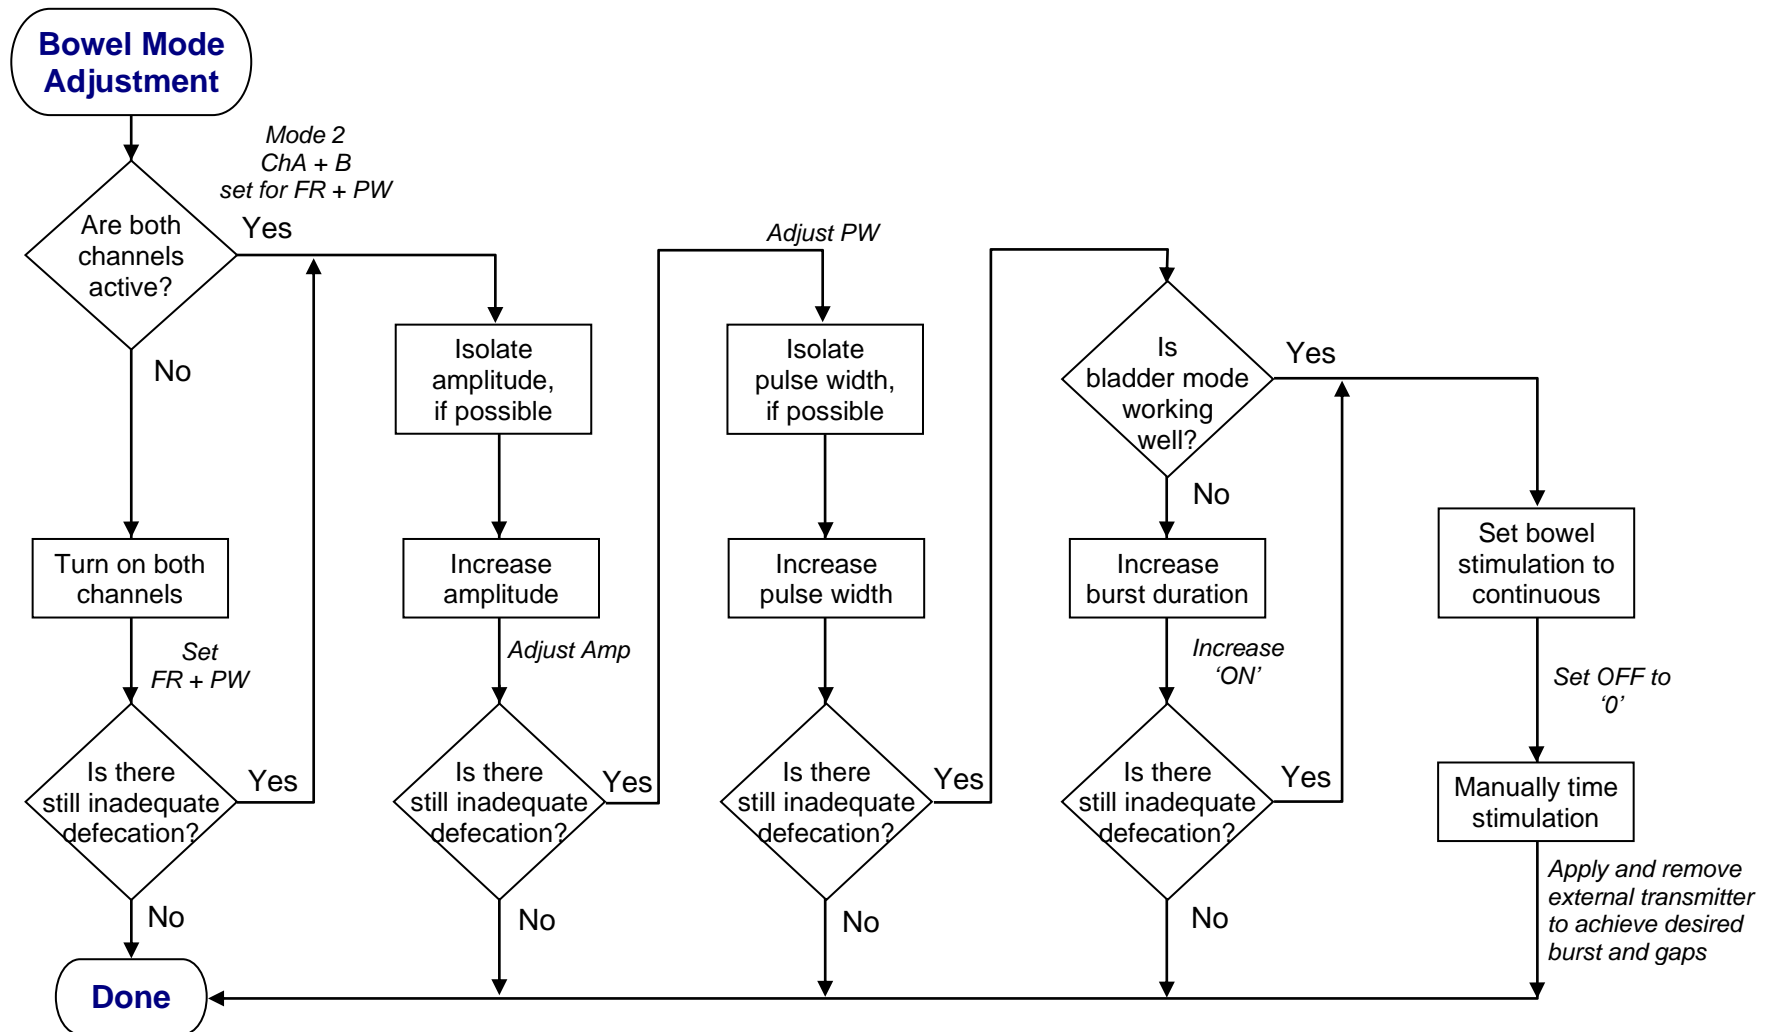 Bowel Mode
Adjustment
Mode 2
ChA + B
set for FR + PW
Are both
channels
active?
Yes
No
Turn on both
channels
Set
FR + PW
Is there
still inadequate
defecation?
Yes
No
Done
Isolate
amplitude,
if possible
Increase
amplitude
Adjust Amp
Is there
still inadequate
defecation?
Yes
No
Adjust PW
Isolate
pulse width,
if possible
Increase
pulse width
Is there
still inadequate
defecation?
Yes
No
Is
bladder mode
working
well?
Yes
No
Increase
burst duration
Increase
‘ON’
Is there
still inadequate
defecation?
Yes
No
Set bowel
stimulation to
continuous
Set OFF to
‘0’
Manually time
stimulation
Apply and remove
external transmitter
to achieve desired
burst and gaps